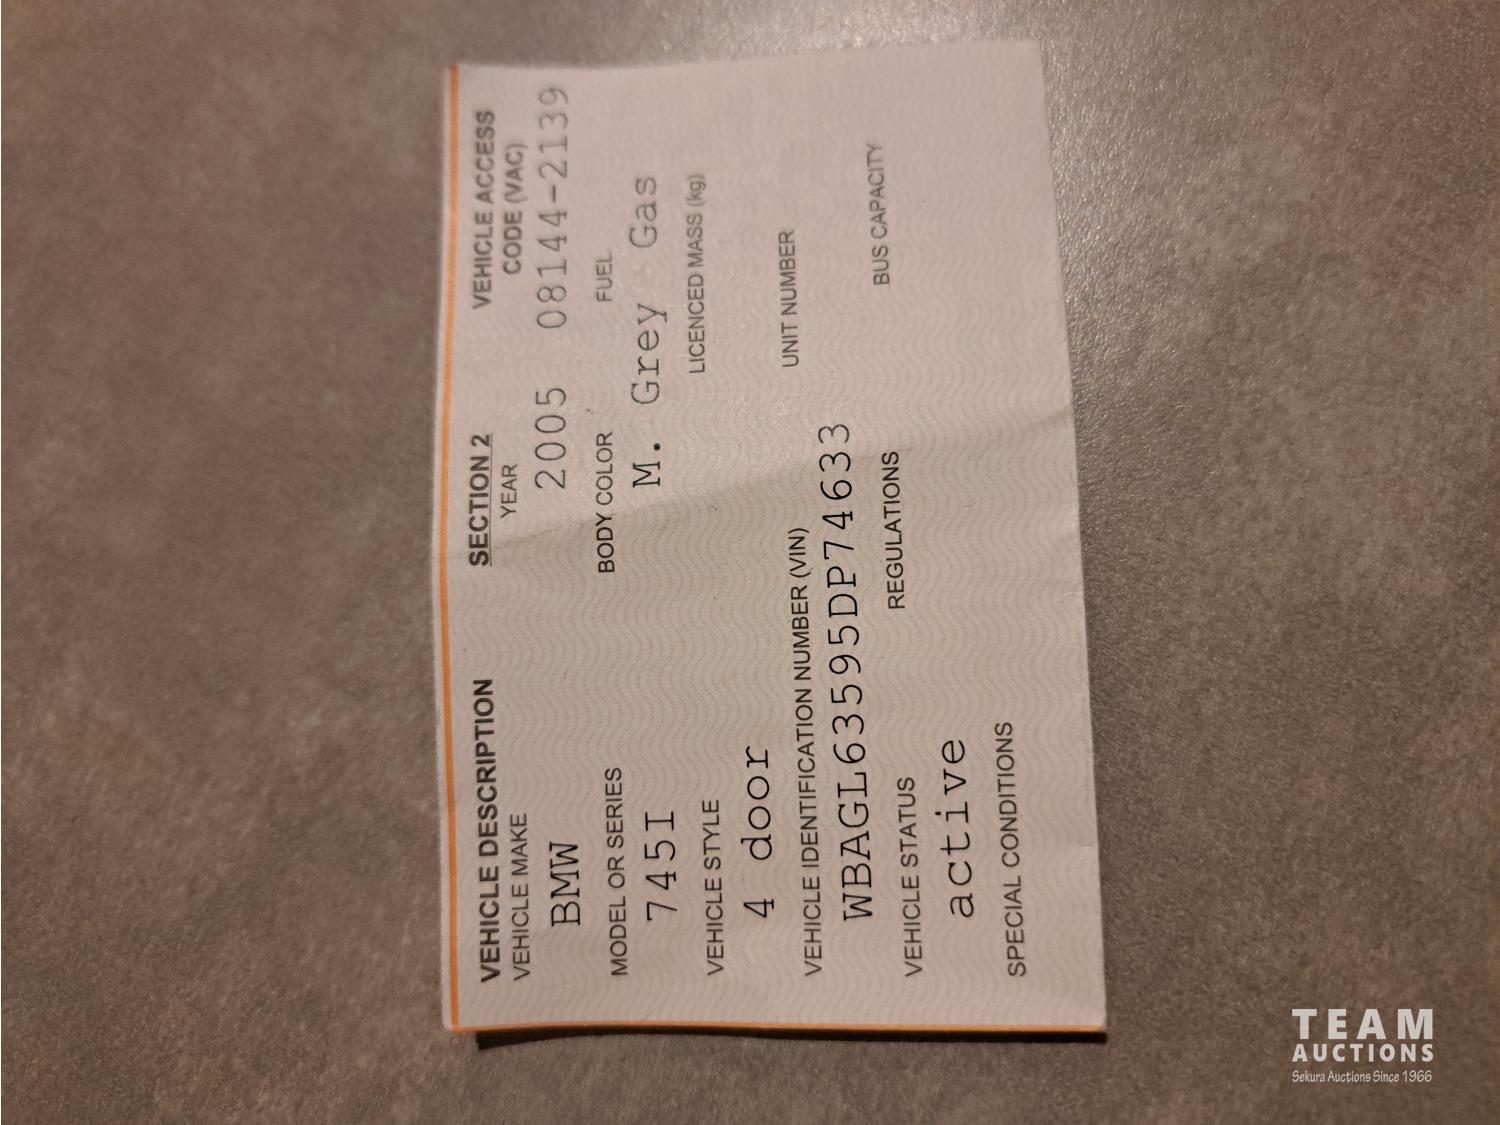 VEHICLE DESCRIPTION SECTION 2 VEHICLE ACCESS
VEHICLE MAKE YEAR CODE (VAC)
BMW 2005 08144-2139
MODEL OR SERIES BODY COLOR FUEL
745I M. Grey Gas
VEHICLE STYLE LICENCED MASS (kg)
4 door
VEHICLE IDENTIFICATION NUMBER (VIN) UNIT NUMBER
WBAGL63595DP74633
VEHICLE STATUS REGULATIONS BUS CAPACITY
active
SPECIAL CONDITIONS
TEAM
AUCTIONS
Sekura Auctions Since 1966